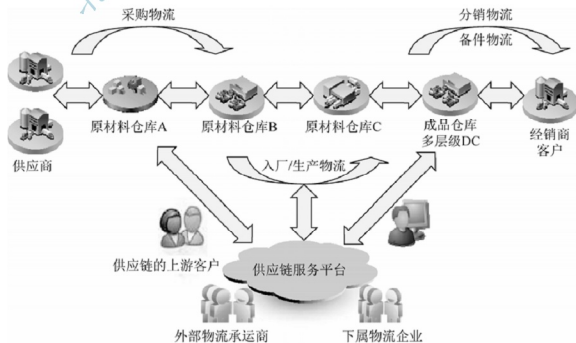 采购物流
分销物流
备件物流
供应商
原材料仓库A
原材料仓库B
原材料仓库C
成品仓库
多层级DC
经销商
客户
入厂/生产物流
供应链的上游客户
供应链服务平台
外部物流承运商
下属物流企业